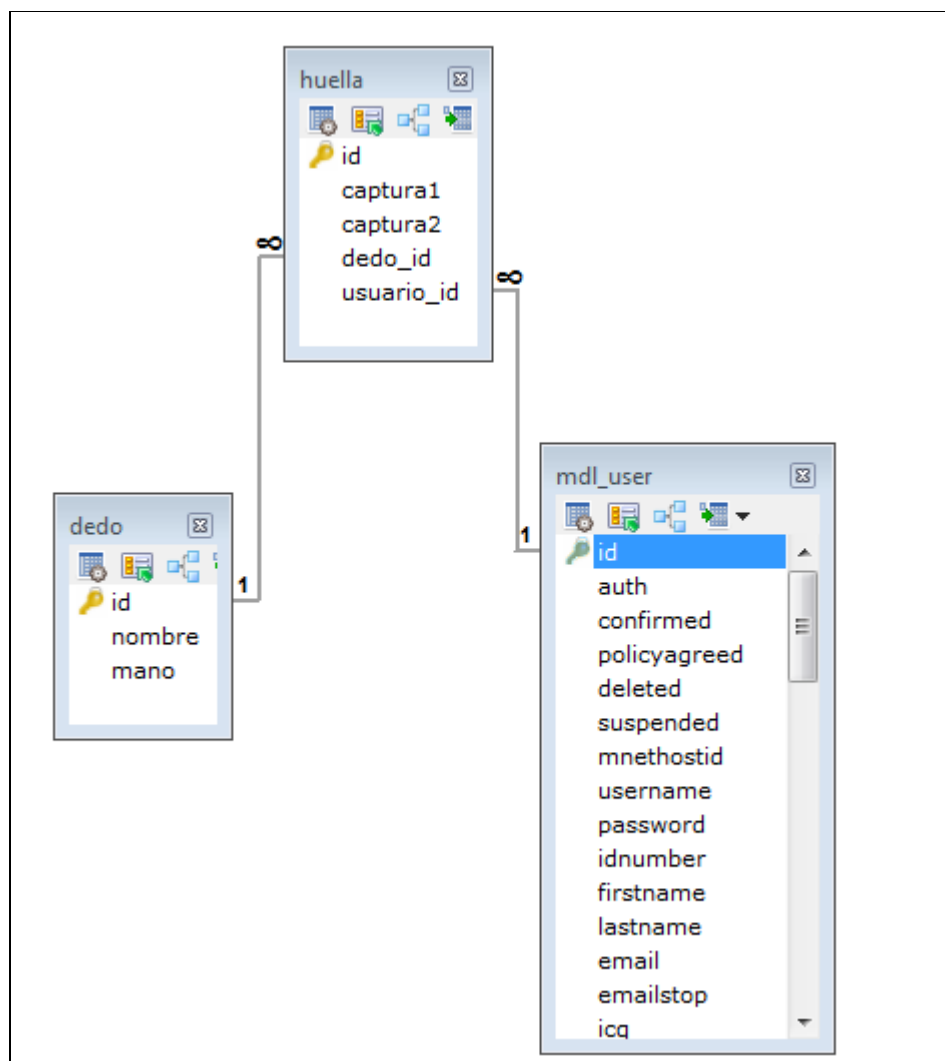 huella
id
captura1
captura2
dedo_id
usuario_id
∞
∞
dedo
id
nombre
mano
1
1
mdl_user
id
auth
confirmed
policyagreed
deleted
suspended
mnethostid
username
password
idnumber
firstname
lastname
email
emailstop
icq